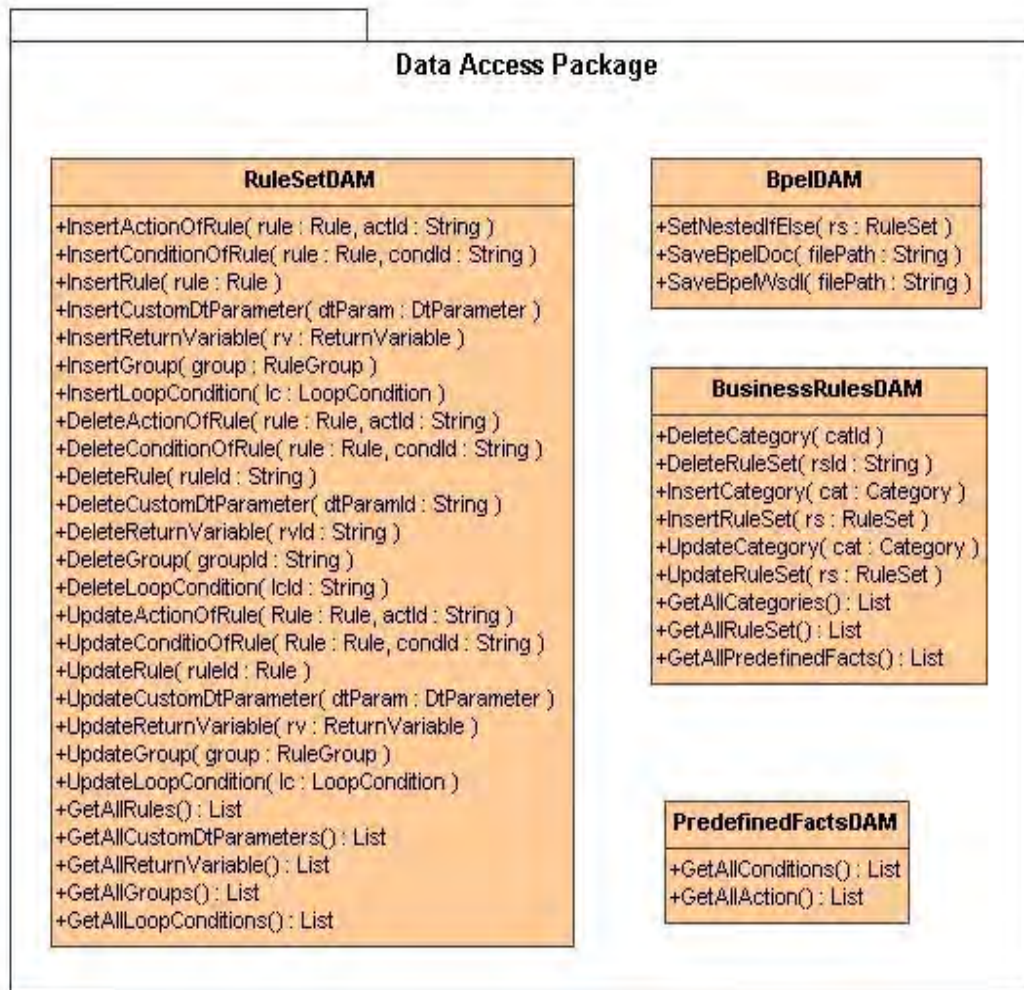 Data Access Package
RuleSetDAM
+InsertActionOfRule( rule : Rule, actId : String )
+InsertConditionOfRule( rule : Rule, condId : String )
+InsertRule( rule : Rule )
+InsertCustomDtParameter( dtParam : DtParameter )
+InsertReturnVariable( rv : ReturnVariable )
+InsertGroup( group : RuleGroup )
+InsertLoopCondition( lc : LoopCondition )
+DeleteActionOfRule( rule : Rule, actId : String )
+DeleteConditionOfRule( rule : Rule, condId : String )
+DeleteRule( ruleId : String )
+DeleteCustomDtParameter( dtParamId : String )
+DeleteReturnVariable( rvId : String )
+DeleteGroup( groupId : String )
+DeleteLoopCondition( lcId : String )
+UpdateActionOfRule( Rule : Rule, actId : String )
+UpdateConditioOfRule( Rule : Rule, condId : String )
+UpdateRule( ruleId : Rule )
+UpdateCustomDtParameter( dtParam : DtParameter )
+UpdateReturnVariable( rv : ReturnVariable )
+UpdateGroup( group : RuleGroup )
+UpdateLoopCondition( lc : LoopCondition )
+GetAllRules() : List
+GetAllCustomDtParameters() : List
+GetAllReturnVariable() : List
+GetAllGroups() : List
+GetAllLoopConditions() : List
BpelDAM
+SetNestedIfElse( rs : RuleSet )
+SaveBpelDoc( filePath : String )
+SaveBpelWsdl( filePath : String )
BusinessRulesDAM
+DeleteCategory( catId )
+DeleteRuleSet( rsId : String )
+InsertCategory( cat : Category )
+InsertRuleSet( rs : RuleSet )
+UpdateCategory( cat : Category )
+UpdateRuleSet( rs : RuleSet )
+GetAllCategories() : List
+GetAllRuleSet() : List
+GetAllPredefinedFacts() : List
PredefinedFactsDAM
+GetAllConditions() : List
+GetAllAction() : List